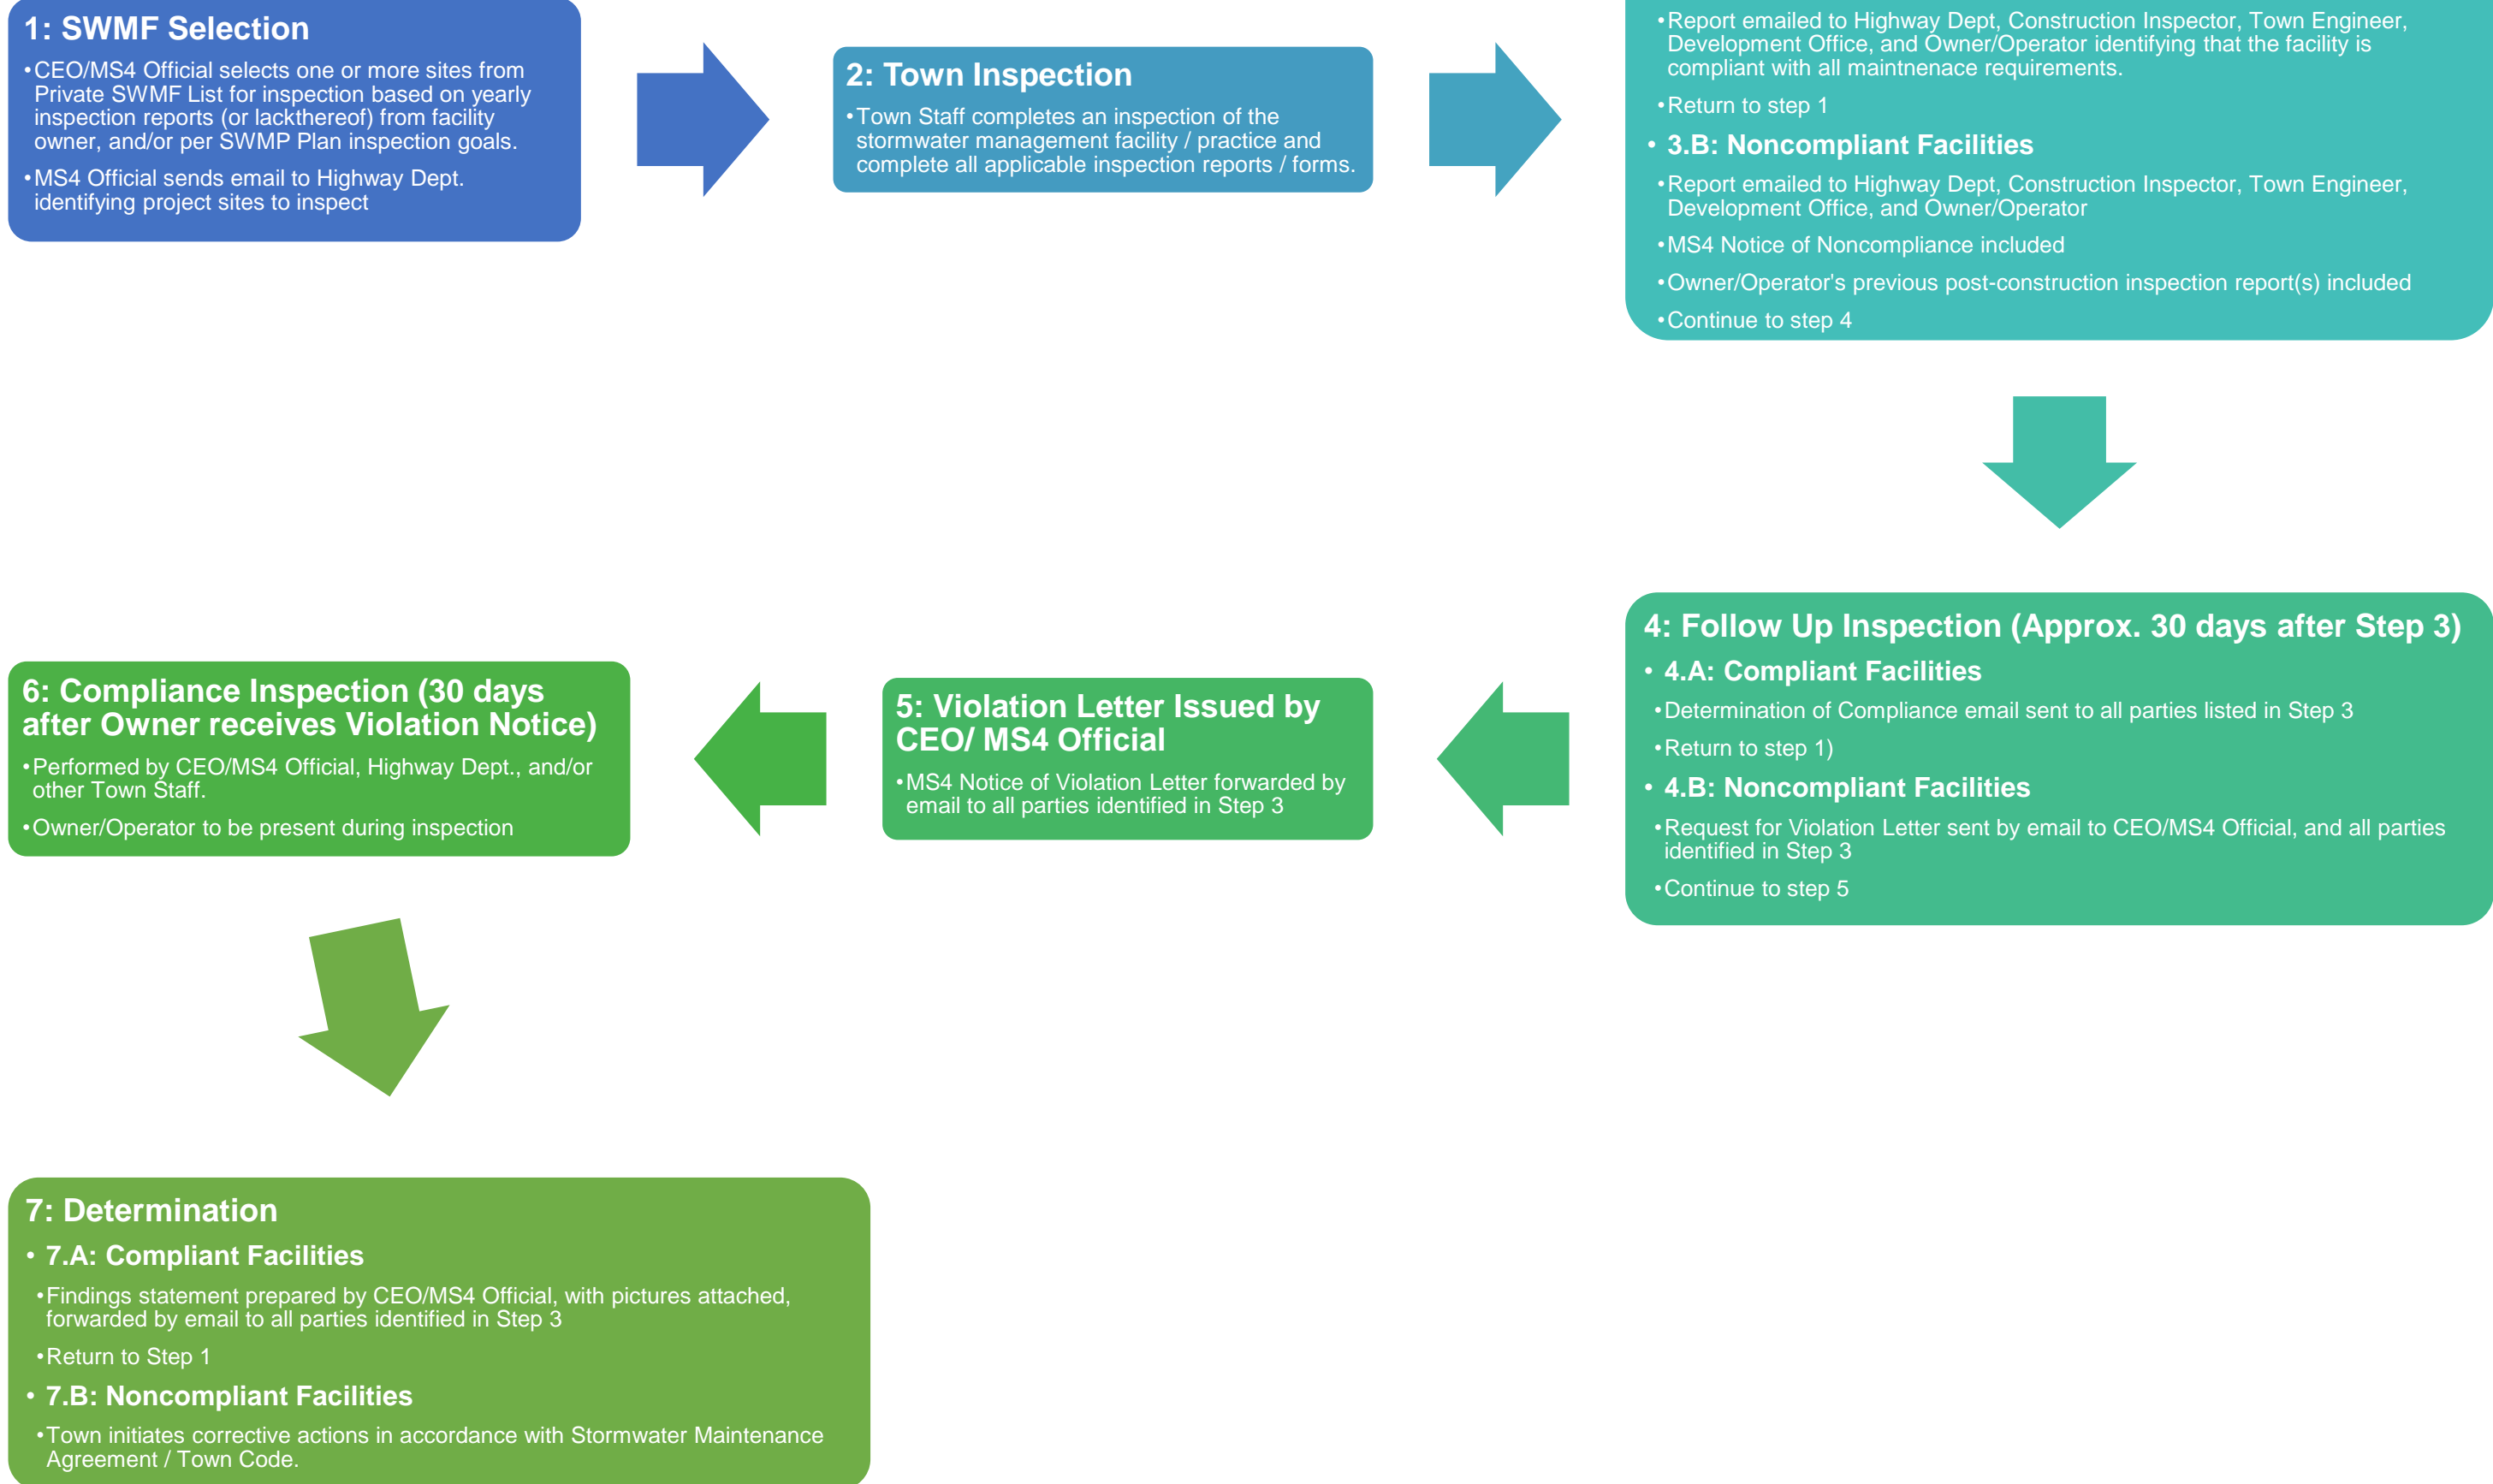 1: SWMF Selection
•CEO/MS4 Official selects one or more sites from
Private SWMF List for inspection based on yearly
inspection reports (or lackthereof) from facility
owner, and/or per SWMP Plan inspection goals.
•MS4 Official sends email to Highway Dept.
identifying project sites to inspect
2: Town Inspection
•Town Staff completes an inspection of the
stormwater management facility / practice and
complete all applicable inspection reports / forms.
•Report emailed to Highway Dept, Construction Inspector, Town Engineer,
Development Office, and Owner/Operator identifying that the facility is
compliant with all maintnenace requirements.
•Return to step 1
• 3.B: Noncompliant Facilities
•Report emailed to Highway Dept, Construction Inspector, Town Engineer,
Development Office, and Owner/Operator
•MS4 Notice of Noncompliance included
•Owner/Operator's previous post-construction inspection report(s) included
•Continue to step 4
4: Follow Up Inspection (Approx. 30 days after Step 3)
• 4.A: Compliant Facilities
•Determination of Compliance email sent to all parties listed in Step 3
•Return to step 1)
• 4.B: Noncompliant Facilities
•Request for Violation Letter sent by email to CEO/MS4 Official, and all parties
identified in Step 3
•Continue to step 5
5: Violation Letter Issued by
CEO/ MS4 Official
•MS4 Notice of Violation Letter forwarded by
email to all parties identified in Step 3
6: Compliance Inspection (30 days
after Owner receives Violation Notice)
•Performed by CEO/MS4 Official, Highway Dept., and/or
other Town Staff.
•Owner/Operator to be present during inspection
7: Determination
• 7.A: Compliant Facilities
•Findings statement prepared by CEO/MS4 Official, with pictures attached,
forwarded by email to all parties identified in Step 3
•Return to Step 1
• 7.B: Noncompliant Facilities
•Town initiates corrective actions in accordance with Stormwater Maintenance
Agreement / Town Code.